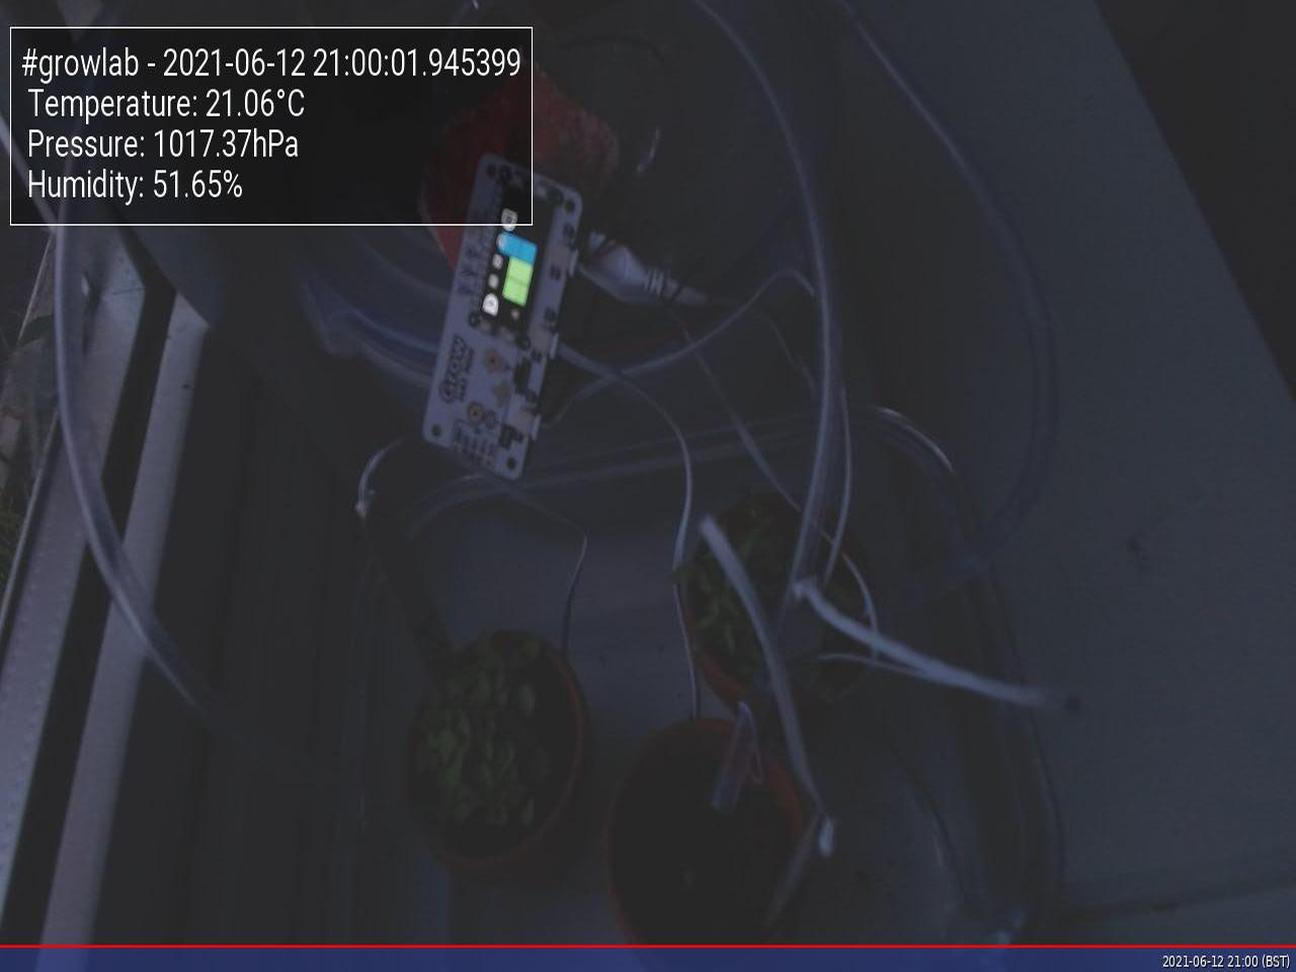 #growlab - 2021-06-12 21:00:01.945399
Temperature: 21.06°C
Pressure: 1017.37hPa
Humidity: 51.65%
Grow
2021-06-12 21:00 (BST)